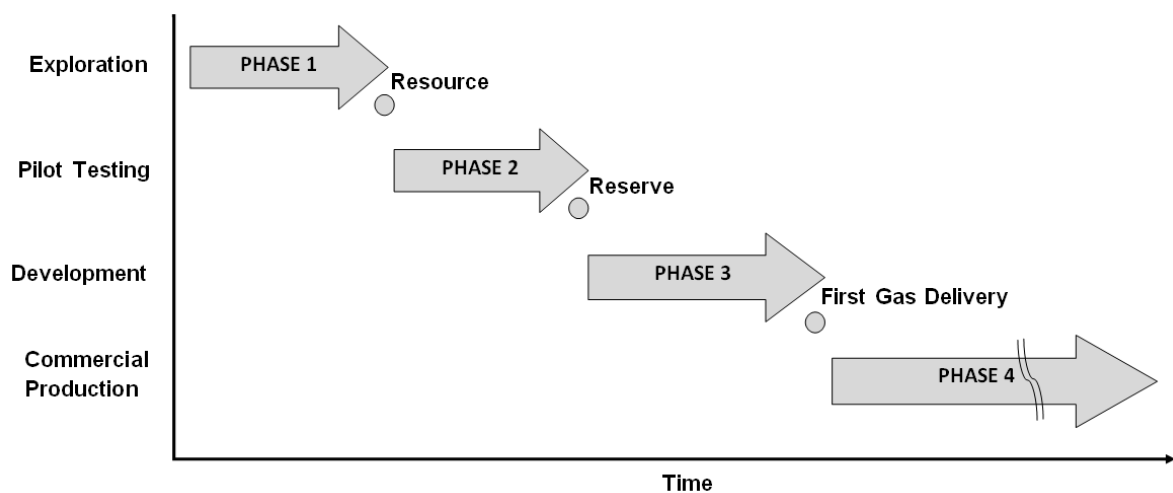 Exploration
PHASE 1
Resource
Pilot Testing
PHASE 2
Reserve
Development
PHASE 3
First Gas Delivery
Commercial
Production
PHASE 4
Time